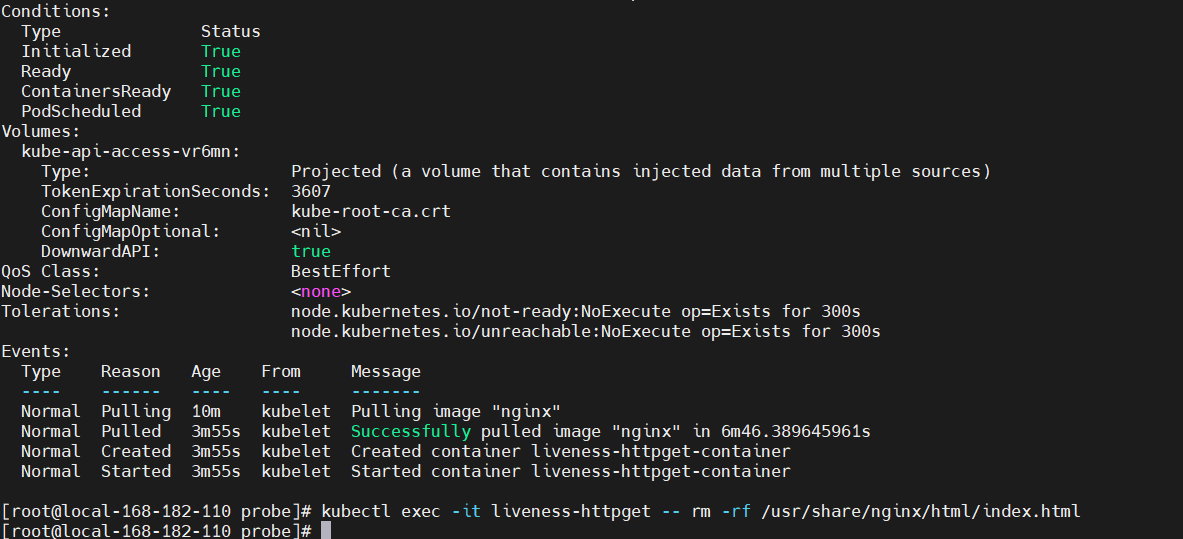 Conditions:
  Type              Status
  Initialized       True
  Ready             True
  ContainersReady   True
  PodScheduled      True
Volumes:
  kube-api-access-vr6mn:
    Type:                    Projected (a volume that contains injected data from multiple sources)
    TokenExpirationSeconds:  3607
    ConfigMapName:           kube-root-ca.crt
    ConfigMapOptional:       <nil>
    DownwardAPI:             true
QoS Class:                   BestEffort
Node-Selectors:              <none>
Tolerations:                 node.kubernetes.io/not-ready:NoExecute op=Exists for 300s
                             node.kubernetes.io/unreachable:NoExecute op=Exists for 300s
Events:
  Type    Reason   Age    From     Message
  ----    ------   ----   ----     -------
  Normal  Pulling  10m    kubelet  Pulling image "nginx"
  Normal  Pulled   3m55s  kubelet  Successfully pulled image "nginx" in 6m46.389645961s
  Normal  Created  3m55s  kubelet  Created container liveness-httpget-container
  Normal  Started  3m55s  kubelet  Started container liveness-httpget-container
[root@local-168-182-110 probe]# kubectl exec -it liveness-httpget -- rm -rf /usr/share/nginx/html/index.html
[root@local-168-182-110 probe]#